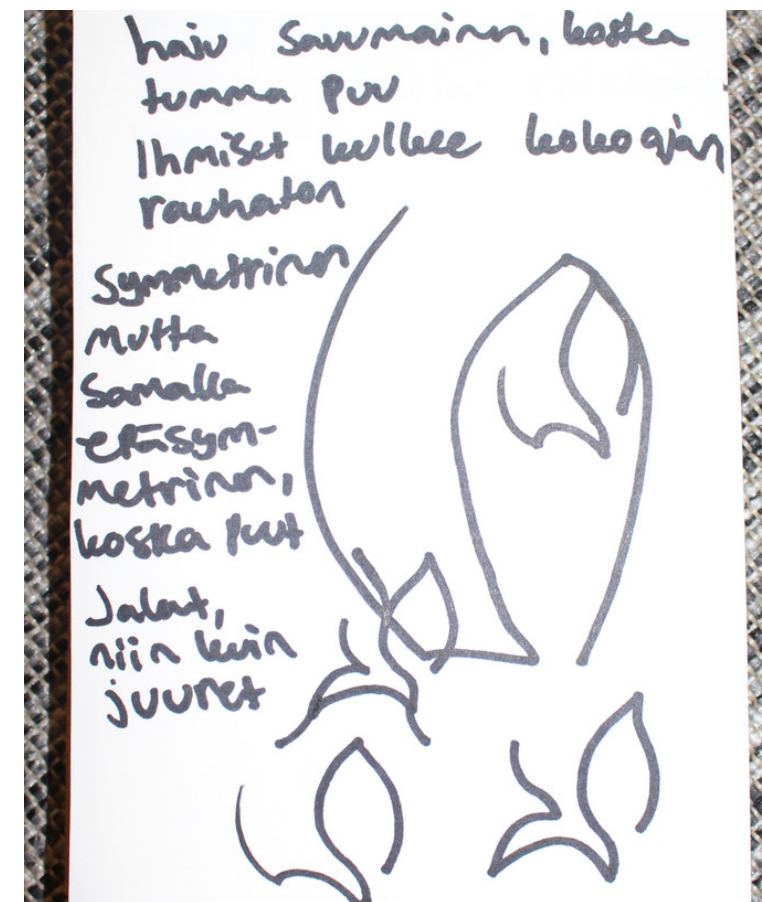 haju savumainen, koska
tumma puu
Ihmiset kulkee koko ajan
rauhaton
Symmetrinen
mutta
Samalla
epäsym-
metrinen,
koska puut
Jalat,
niin kuin
juuret